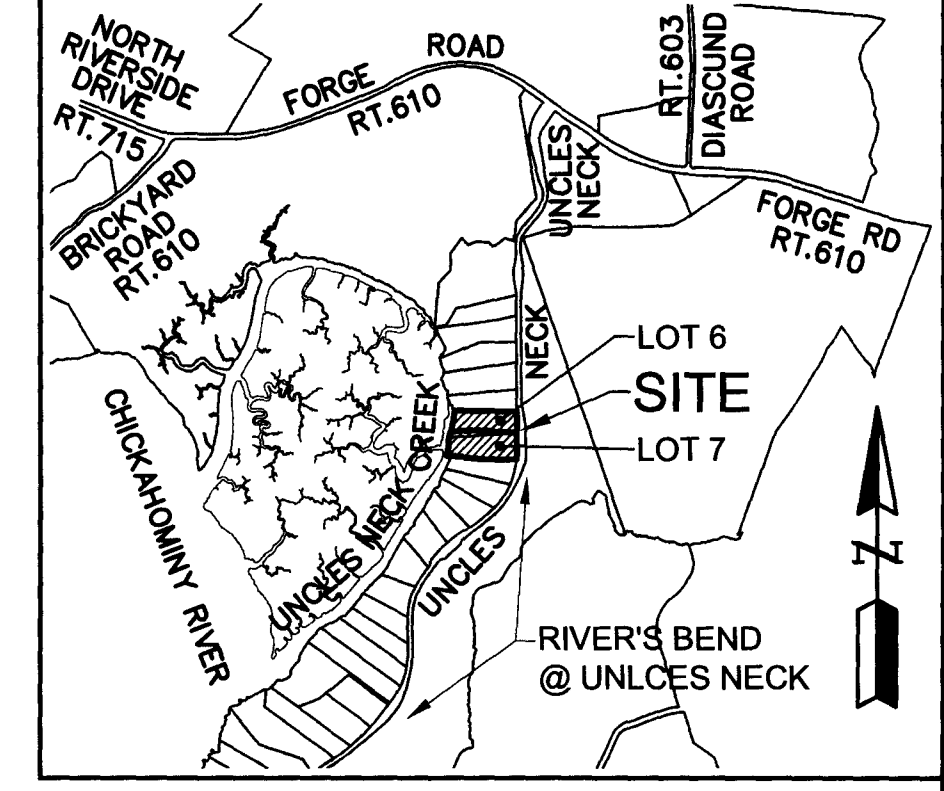 NORTH
RIVERSIDE
DRIVE
RT.715
FORGE ROAD
RT.610
RT.603
DIASCUND
ROAD
UNCLES
NECK
BRICKYARD
ROAD
RT.610
FORGE RD
RT.610
NECK
LOT 6
SITE
LOT 7
CHICKAHOMINY RIVER
UNCLES NECK CREEK
UNCLES
RIVER'S BEND
@ UNLCES NECK
N